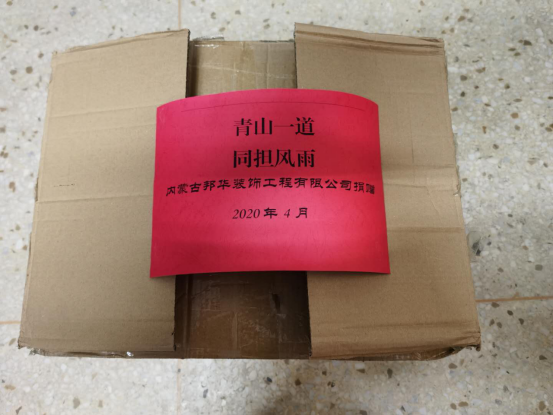 青山一道
同担风雨
内蒙古邦华装饰工程有限公司捐赠
2020年 4 月